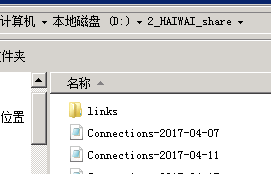 计算机 ▸ 本地磁盘 (D:) ▸ 2_HAIWAI_share ▸
文件夹
名称
links
位置
Connections-2017-04-07
Connections-2017-04-11